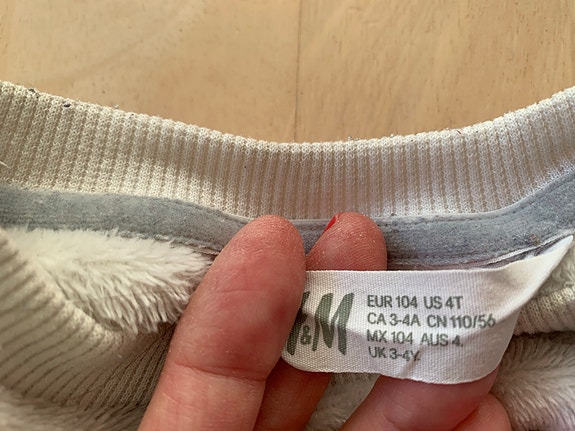 &M
EUR 104 US 4T
CA 3-4A CN 110/56
MX 104 AUS 4.
UK 3-4Y.